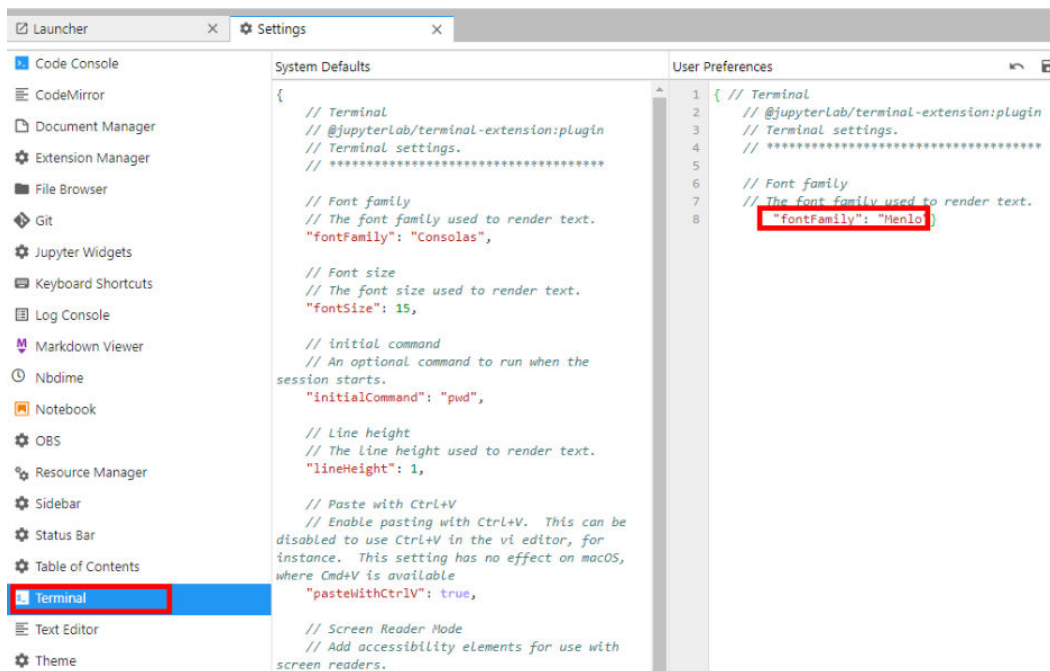 Launcher
Settings
Code Console
CodeMirror
Document Manager
Extension Manager
File Browser
Git
Jupyter Widgets
Keyboard Shortcuts
Log Console
Markdown Viewer
Nbdime
Notebook
OBS
Resource Manager
Sidebar
Status Bar
Table of Contents
Terminal
Text Editor
Theme
System Defaults
{
// Terminal
// @jupyterlab/terminal-extension:plugin
// Terminal settings.
// *************************************
// Font family
// The font family used to render text.
"fontFamily": "Consolas",
// Font size
// The font size used to render text.
"fontSize": 15,
// initial command
// An optional command to run when the
session starts.
"initialCommand": "pwd",
// Line height
// The line height used to render text.
"lineHeight": 1,
// Paste with Ctrl+V
// Enable pasting with Ctrl+V.  This can be
disabled to use Ctrl+V in the vi editor, for
instance.  This setting has no effect on macOS,
where Cmd+V is available
"pasteWithCtrlV": true,
// Screen Reader Mode
// Add accessibility elements for use with
screen readers.
User Preferences
1 { // Terminal
2 // @jupyterlab/terminal-extension:plugin
3 // Terminal settings.
4 // *************************************
5
6 // Font family
7 // The font family used to render text.
8 "fontFamily": "Menlo"}